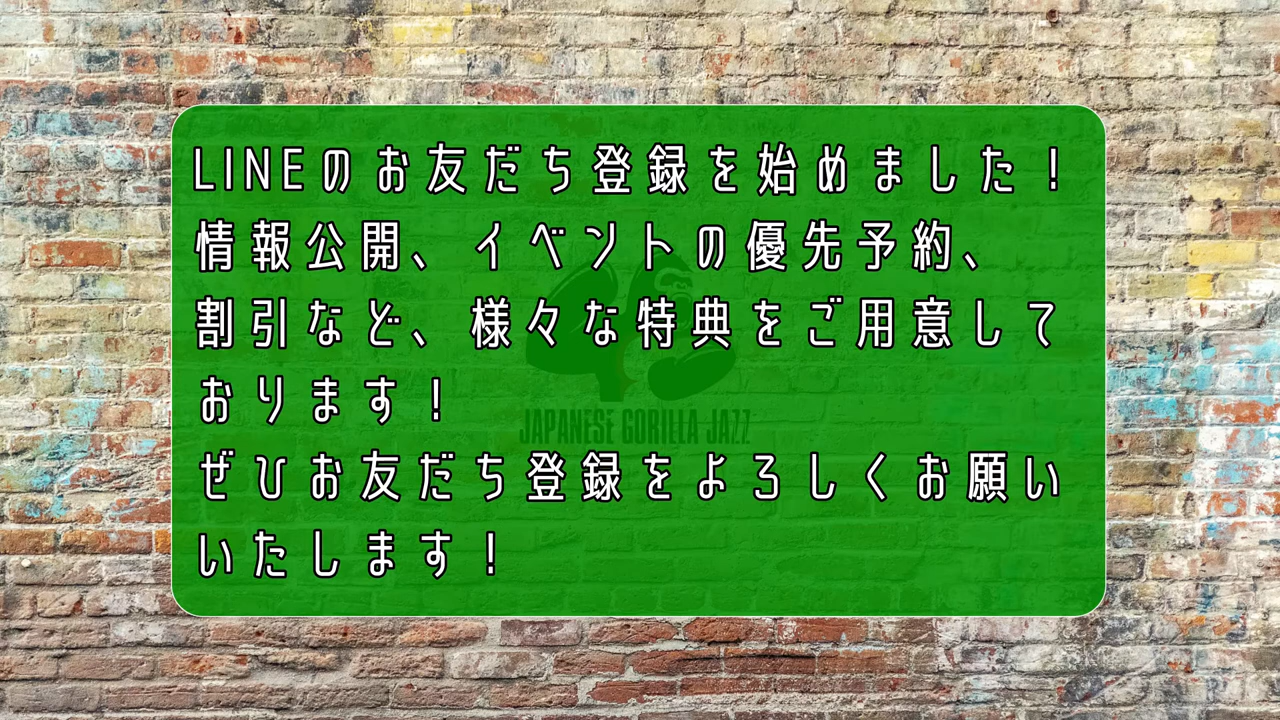 LINEのお友だち登録を始めました！
情報公開、イベントの優先予約、
割引など、様々な特典をご用意して
おります！
JAPANESE GORILLA JAZZ
ぜひお友だち登録をよろしくお願い
いたします！